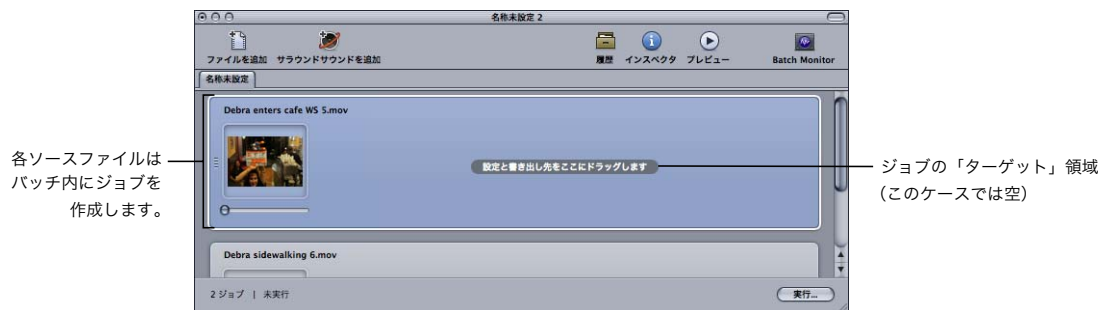 名称未設定 2
ファイルを追加 サラウンドサウンドを追加 履歴 インスペクタ プレビュー Batch Monitor
名称未設定
Debra enters cafe WS 5.mov
各ソースファイルは
バッチ内にジョブを
作成します。
設定と書き出し先をここにドラッグします
ジョブの「ターゲット」領域
（このケースでは空）
Debra sidewalking 6.mov
2 ジョブ | 未実行
実行...